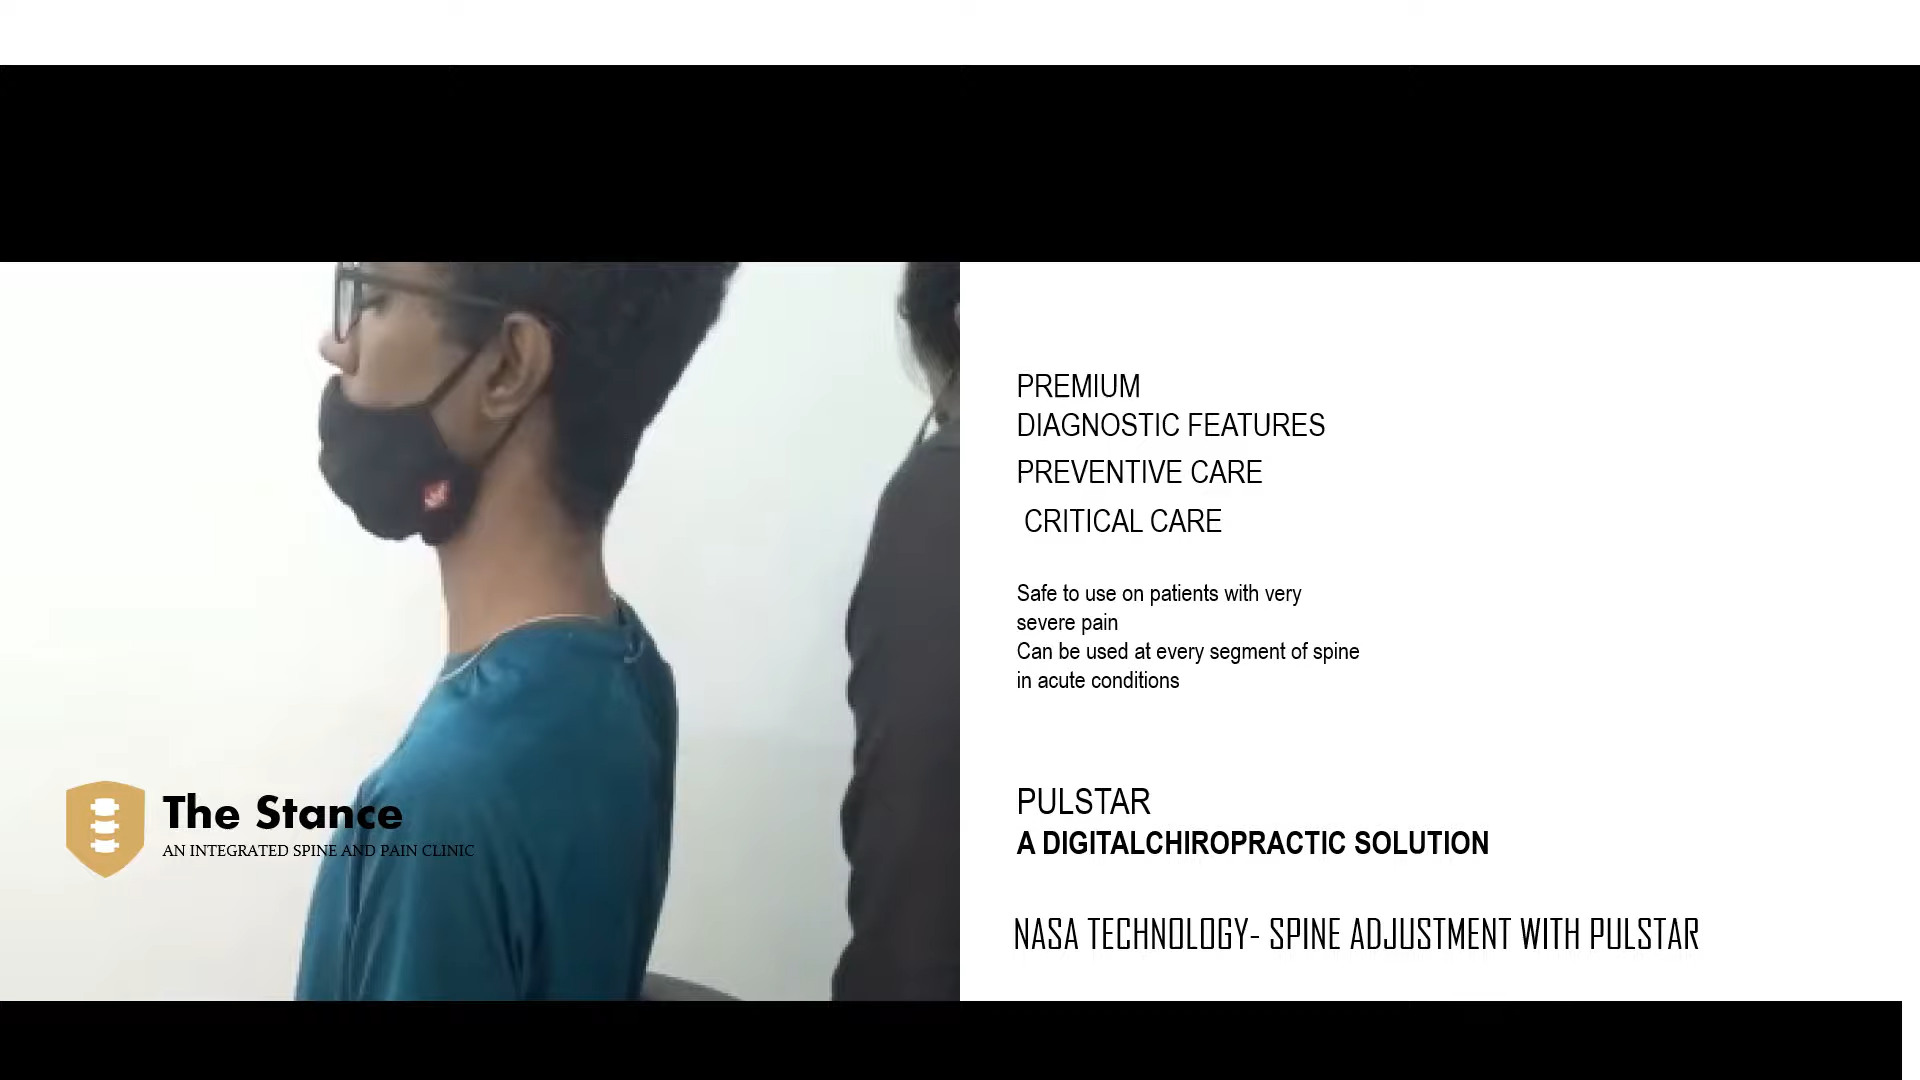 The Stance
AN INTEGRATED SPINE AND PAIN CLINIC
PREMIUM
DIAGNOSTIC FEATURES
PREVENTIVE CARE
CRITICAL CARE
Safe to use on patients with very
severe pain
Can be used at every segment of spine
in acute conditions
PULSTAR
A DIGITALCHIROPRACTIC SOLUTION
NASA TECHNOLOGY- SPINE ADJUSTMENT WITH PULSTAR